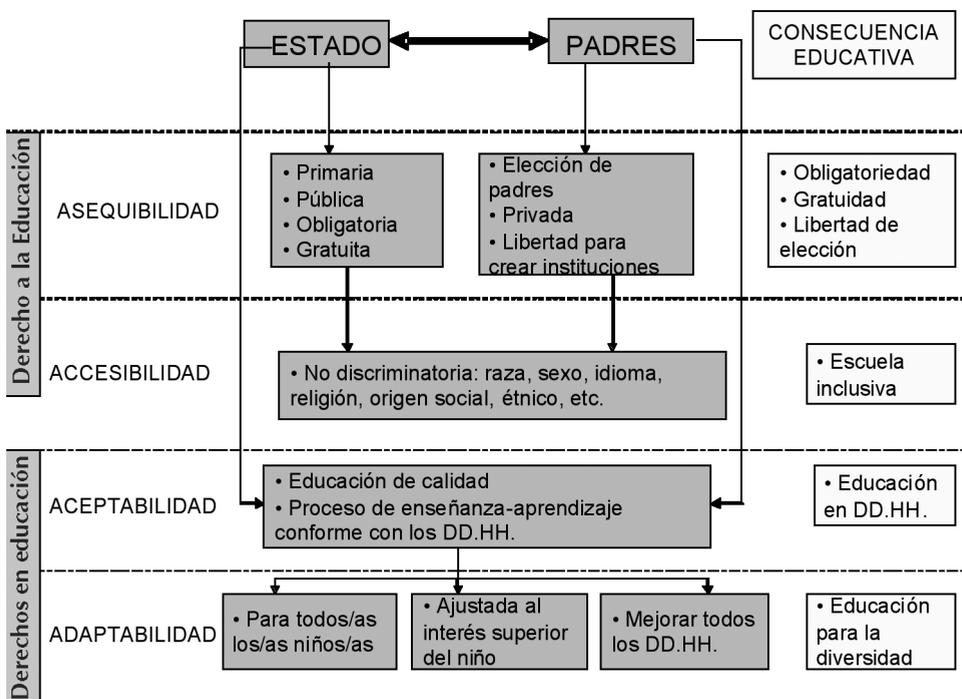 ESTADO
PADRES
CONSECUENCIA
EDUCATIVA
Derecho a la Educación
ASEQUIBILIDAD
• Primaria
• Pública
• Obligatoria
• Gratuita
• Elección de
padres
• Privada
• Libertad para
crear instituciones
• Obligatoriedad
• Gratuidad
• Libertad de
elección
ACCESIBILIDAD
• No discriminatoria: raza, sexo, idioma,
religión, origen social, étnico, etc.
• Escuela
inclusiva
Derechos en educación
ACEPTABILIDAD
• Educación de calidad
• Proceso de enseñanza-aprendizaje
conforme con los DD.HH.
• Educación
en DD.HH.
ADAPTABILIDAD
• Para todos/as
los/as niños/as
• Ajustada al
interés superior
del niño
• Mejorar todos
los DD.HH.
• Educación
para la
diversidad